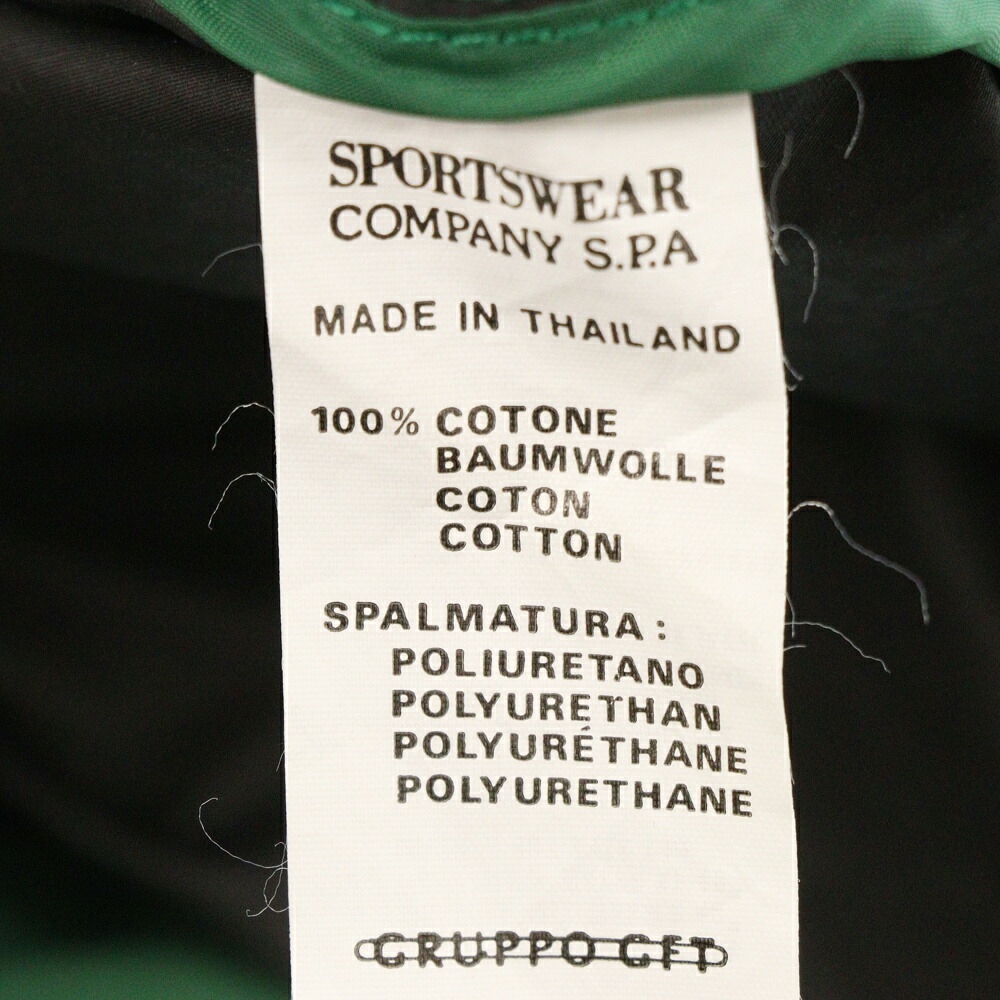 SPORTSWEAR
COMPANY S.P.A
MADE IN THAILAND
100% COTONE
BAUMWOLLE
COTON
COTTON
SPALMATURA :
POLIURETANO
POLYURETHAN
POLYURÉTHANE
POLYURETHANE
GRUPPO GFT